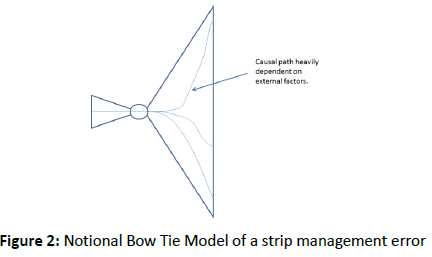 Causal path heavily
dependent on
external factors.
Figure 2: Notional Bow Tie Model of a strip management error